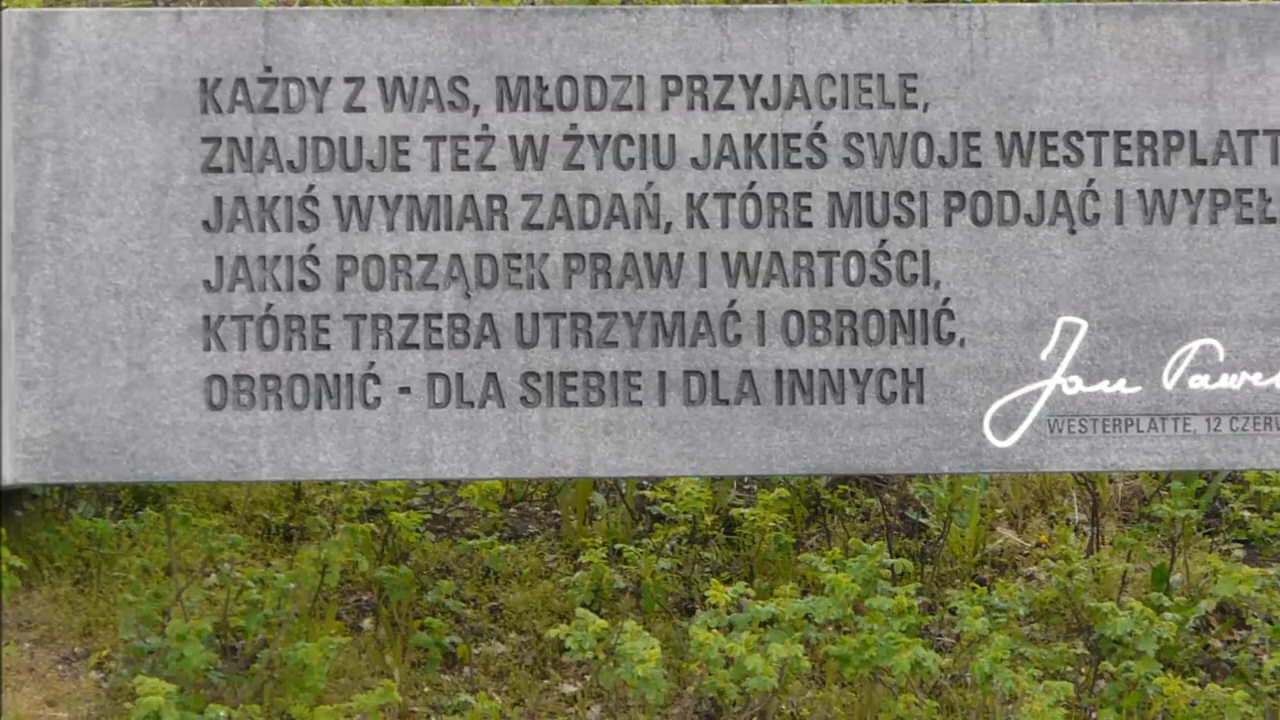 KAŻDY Z WAS, MŁODZI PRZYJACIELE,
ZNAJDUJE TEŻ W ŻYCIU JAKIEŚ SWOJE WESTERPLATT
JAKIŚ WYMIAR ZADAŃ, KTÓRE MUSI PODJĄĆ I WYPEŁ
JAKIŚ PORZĄDEK PRAW I WARTOŚCI,
KTÓRE TRZEBA UTRZYMAĆ I OBRONIĆ,
OBRONIĆ - DLA SIEBIE I DLA INNYCH
Jan Pawe
WESTERPLATTE, 12 CZERW